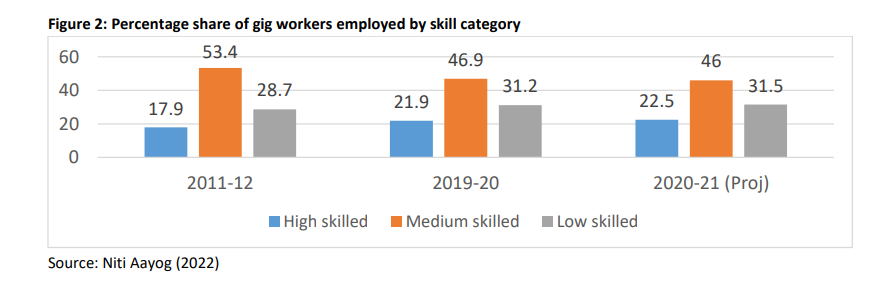 Figure 2: Percentage share of gig workers employed by skill category
60
40
20
0
17.9
53.4
28.7
21.9
46.9
31.2
22.5
46
31.5
2011-12
2019-20
2020-21 (Proj)
High skilled
Medium skilled
Low skilled
Source: Niti Aayog (2022)